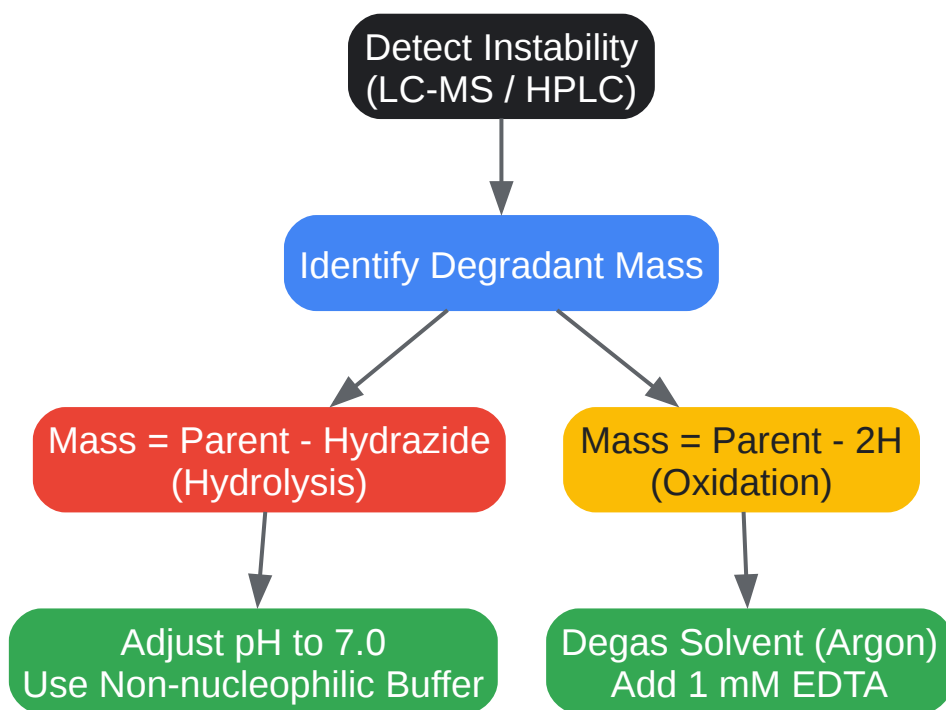 Detect Instability
(LC-MS / HPLC)
Identify Degradant Mass
Mass = Parent - Hydrazide
(Hydrolysis)
Mass = Parent - 2H
(Oxidation)
Adjust pH to 7.0
Use Non-nucleophilic Buffer
Degas Solvent (Argon)
Add 1 mM EDTA